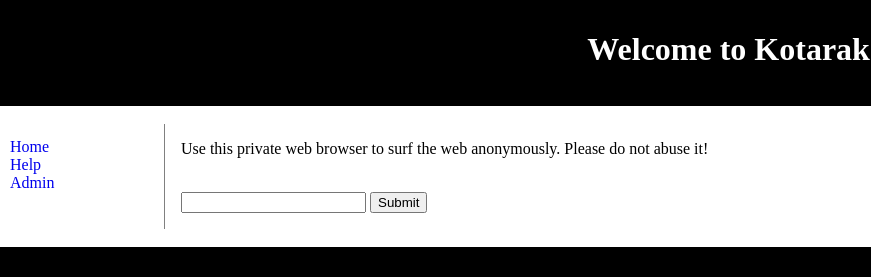 Welcome to Kotarak
Home
Help
Admin
Use this private web browser to surf the web anonymously. Please do not abuse it!
Submit